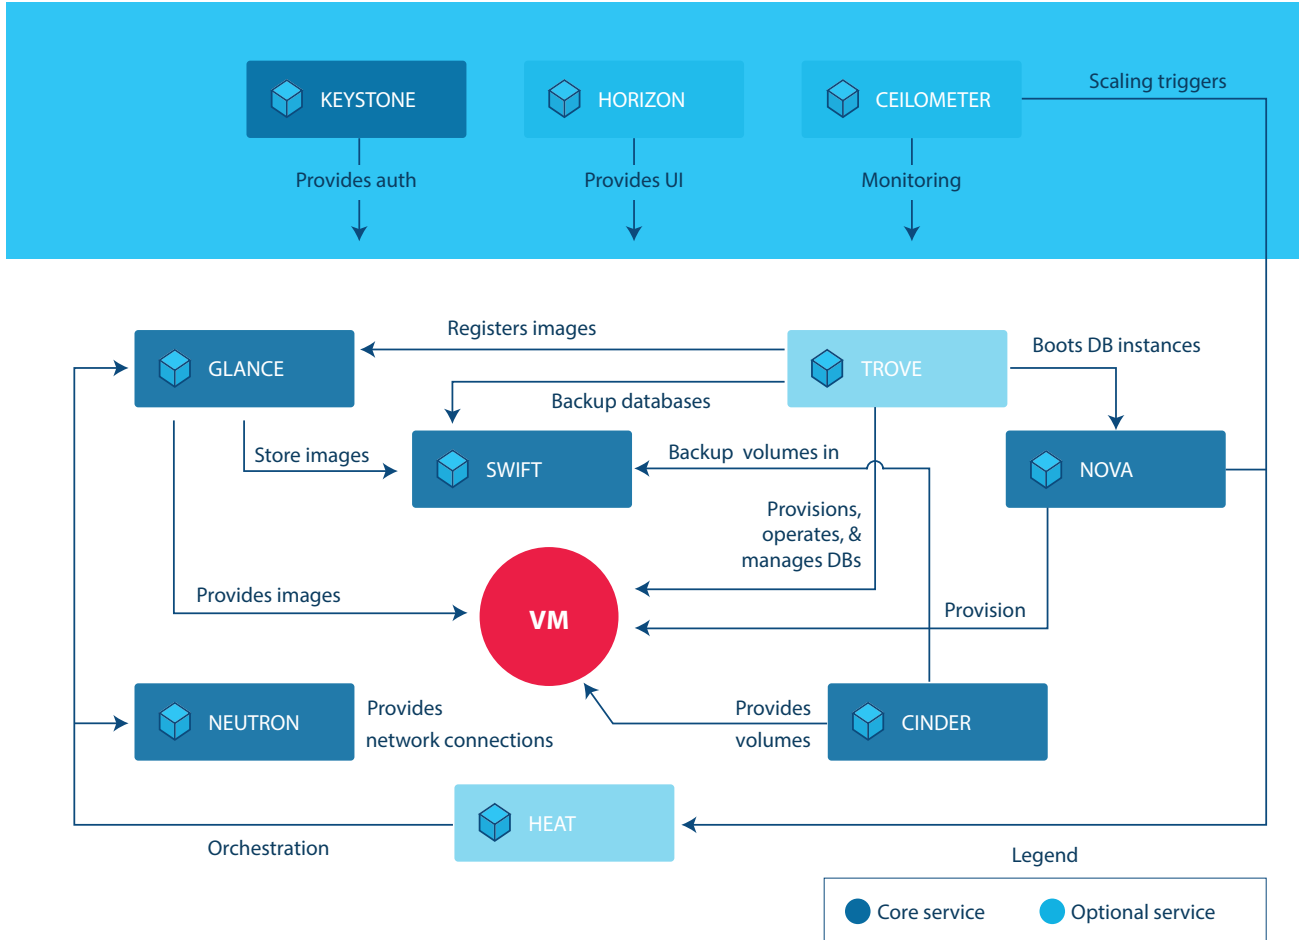 KEYSTONE
HORIZON
CEILOMETER
Scaling triggers
Provides auth
Provides UI
Monitoring
Registers images
GLANCE
TROVE
Boots DB instances
Backup databases
Store images
SWIFT
Backup volumes in
NOVA
Provisions,
operates, &
manages DBs
Provides images
VM
Provision
NEUTRON
Provides
network connections
Provides
volumes
CINDER
HEAT
Orchestration
Legend
Core service
Optional service